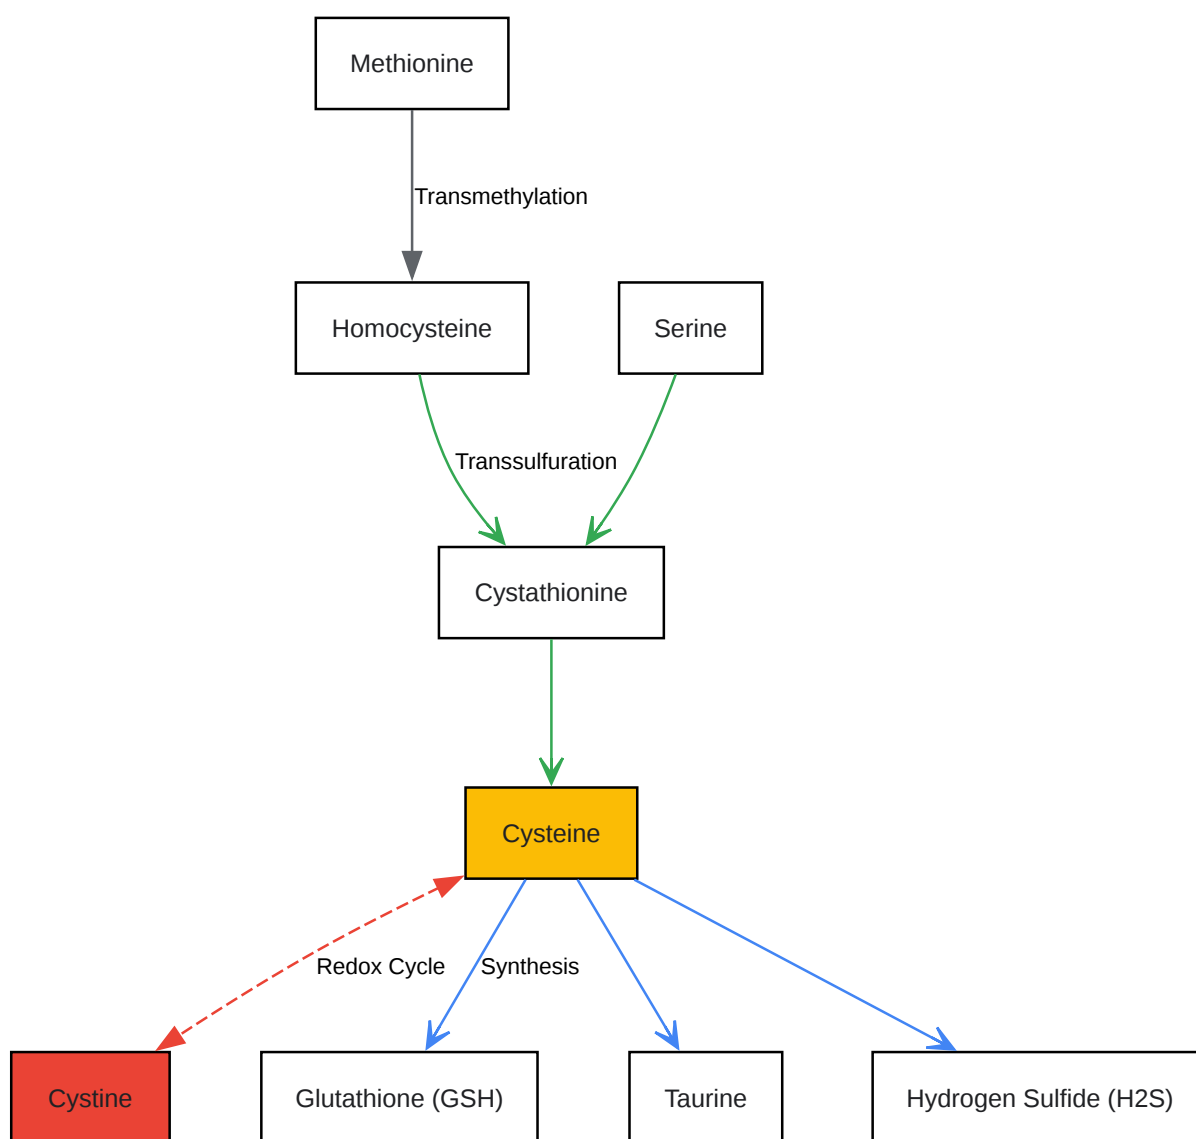 Methionine
Transmethylation
Homocysteine
Serine
Transsulfuration
Cystathionine
Cysteine
Redox Cycle
Synthesis
Cystine
Glutathione (GSH)
Taurine
Hydrogen Sulfide (H2S)